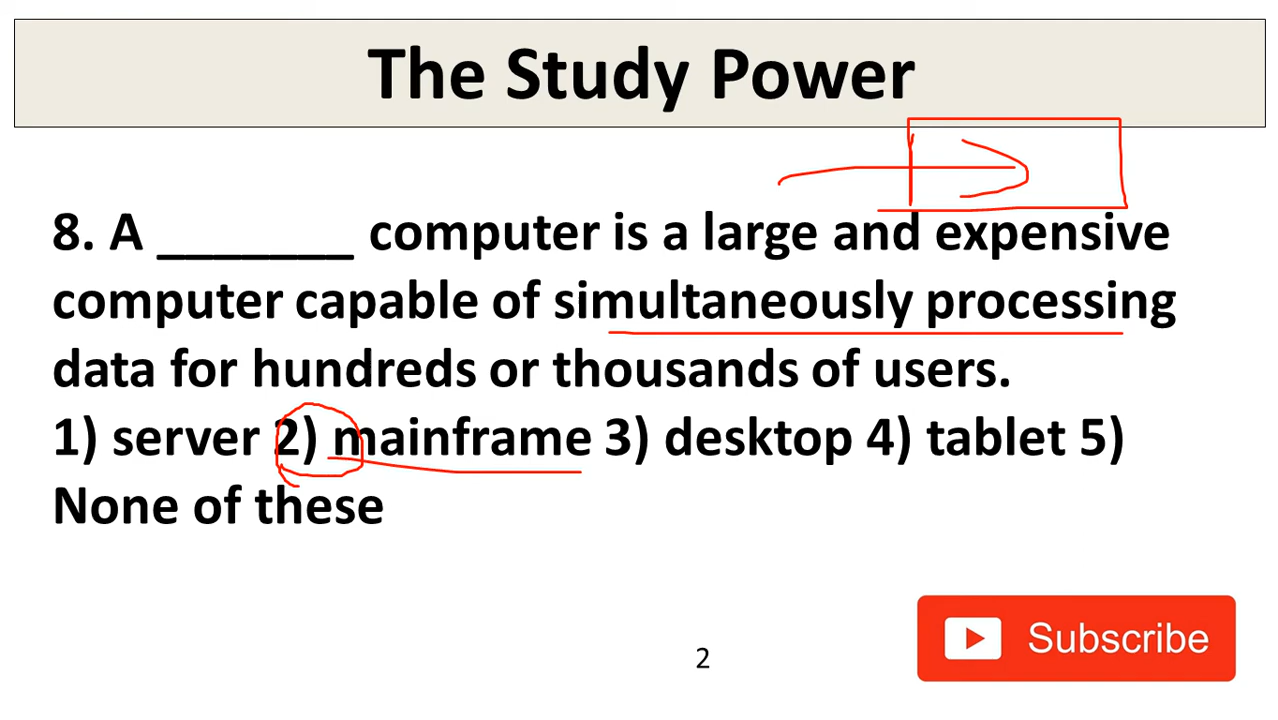 The Study Power
8. A _______ computer is a large and expensive
computer capable of simultaneously processing
data for hundreds or thousands of users.
1) server 2) mainframe 3) desktop 4) tablet 5)
None of these
2
Subscribe